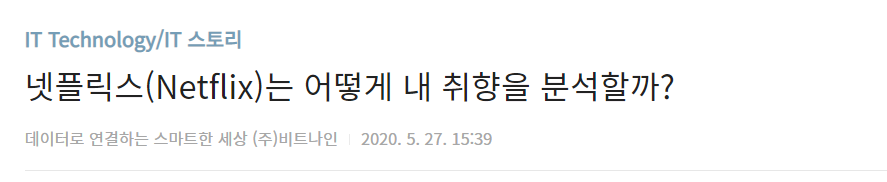 IT Technology/IT 스토리
넷플릭스(Netflix)는 어떻게 내 취향을 분석할까?
데이터로 연결하는 스마트한 세상 (주)비트나인 | 2020. 5. 27. 15:39